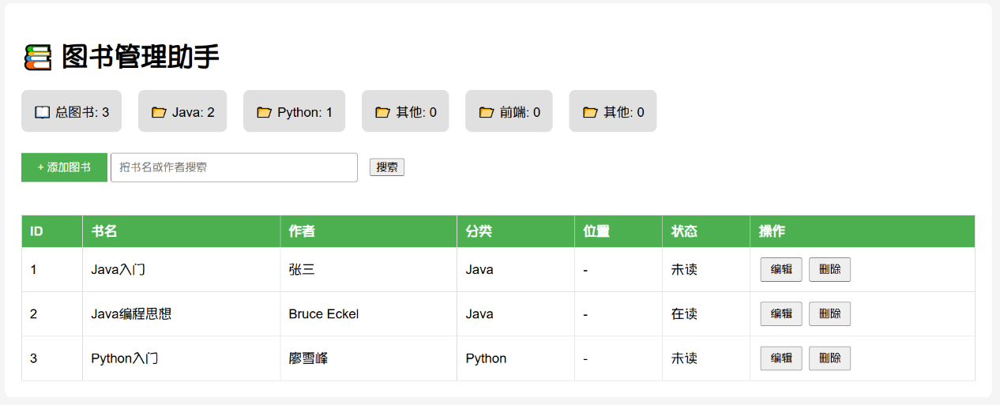 图书管理助手
总图书: 3 Java: 2 Python: 1 其他: 0 前端: 0 其他: 0
+ 添加图书 按书名或作者搜索 搜索
ID 书名 作者 分类 位置 状态 操作
1 Java入门 张三 Java - 未读 编辑 删除
2 Java编程思想 Bruce Eckel Java - 在读 编辑 删除
3 Python入门 廖雪峰 Python - 未读 编辑 删除